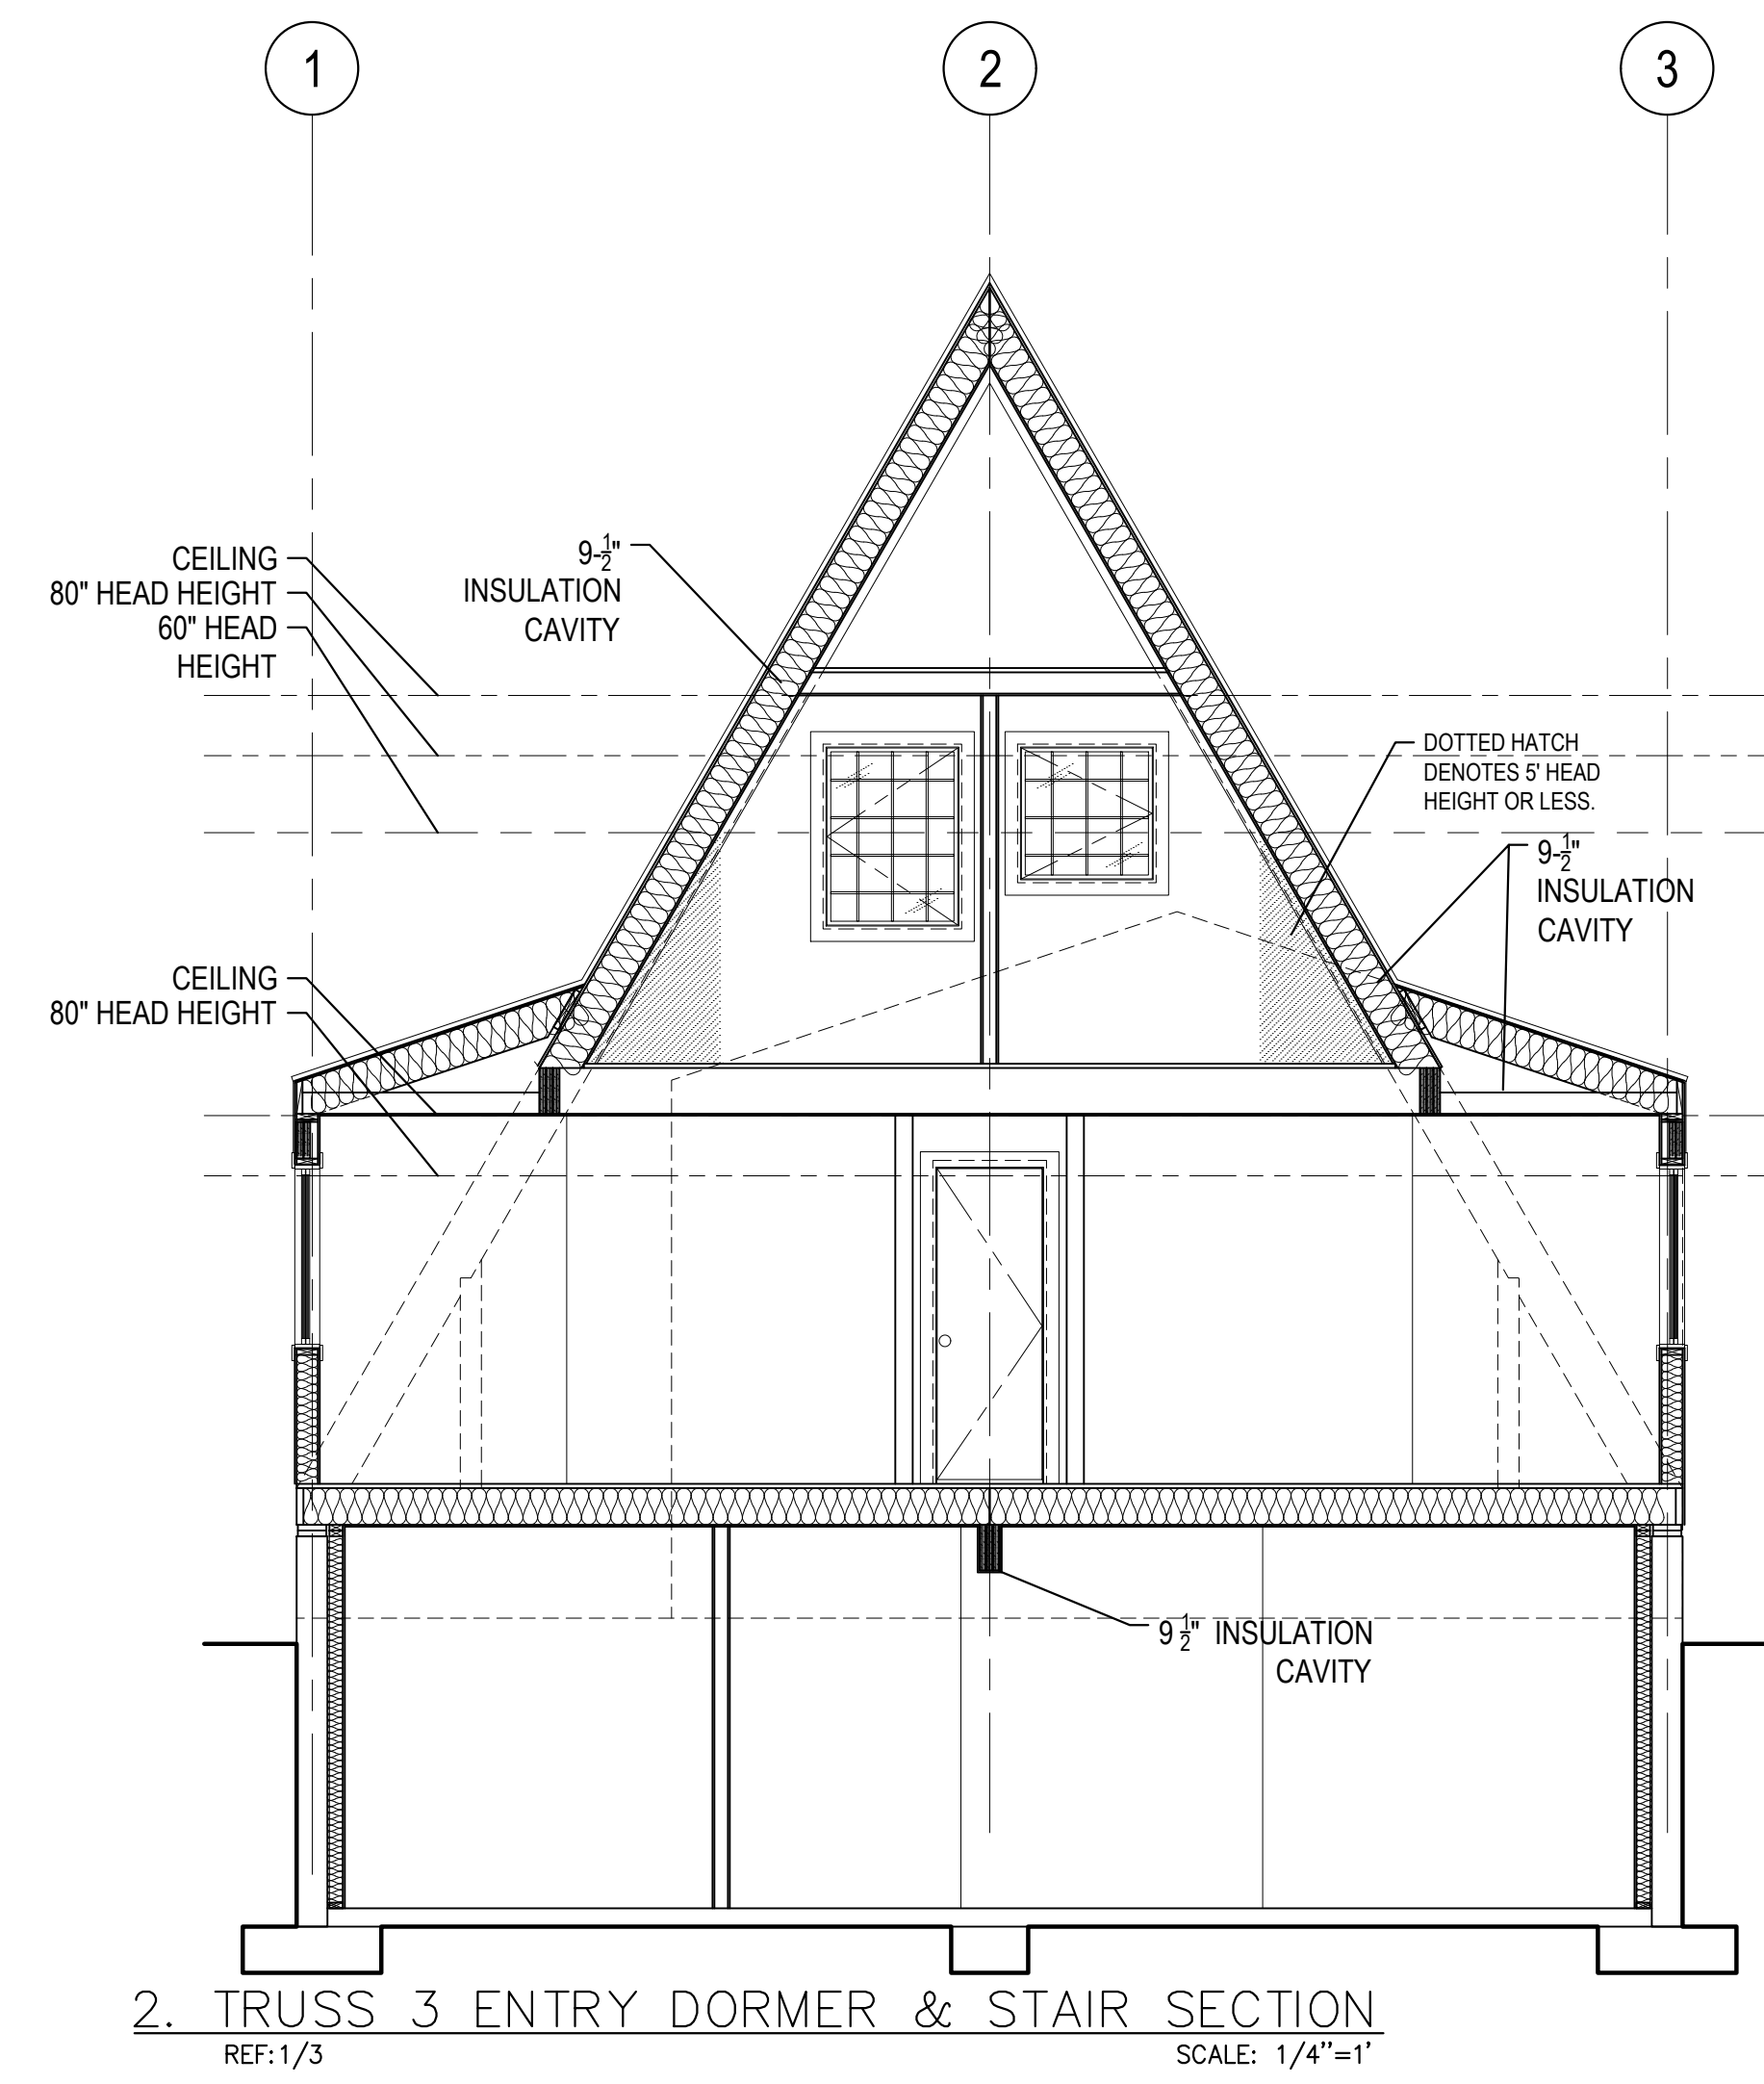 1
2
3
CEILING
80" HEAD HEIGHT
60" HEAD
HEIGHT
9-1/2"
INSULATION
CAVITY
DOTTED HATCH
DENOTES 5' HEAD
HEIGHT OR LESS.
9-1/2"
INSULATION
CAVITY
CEILING
80" HEAD HEIGHT
9 1/2" INSULATION
CAVITY
2. TRUSS 3 ENTRY DORMER & STAIR SECTION
REF:1/3
SCALE: 1/4"=1'